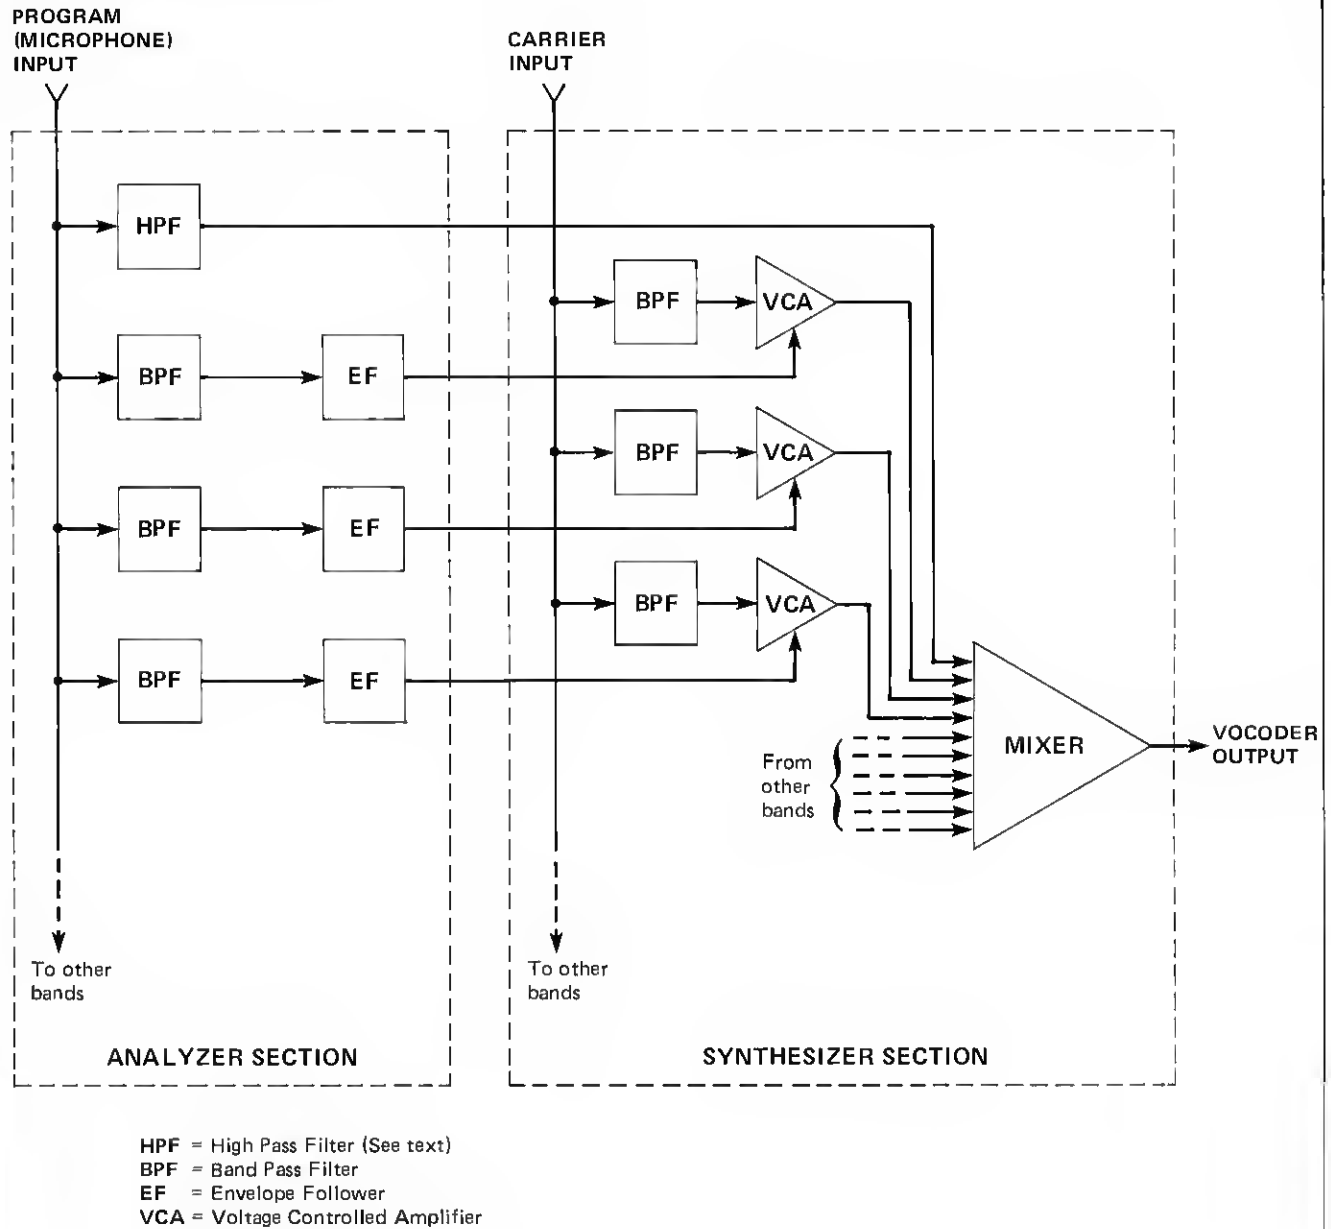 PROGRAM
(MICROPHONE)
INPUT
CARRIER
INPUT
HPF
BPF
VCA
BPF
EF
BPF
VCA
BPF
EF
BPF
VCA
BPF
EF
MIXER
VOCODER
OUTPUT
From
other
bands
To other
bands
To other
bands
ANALYZER SECTION
SYNTHESIZER SECTION
HPF = High Pass Filter (See text)
BPF = Band Pass Filter
EF = Envelope Follower
VCA = Voltage Controlled Amplifier